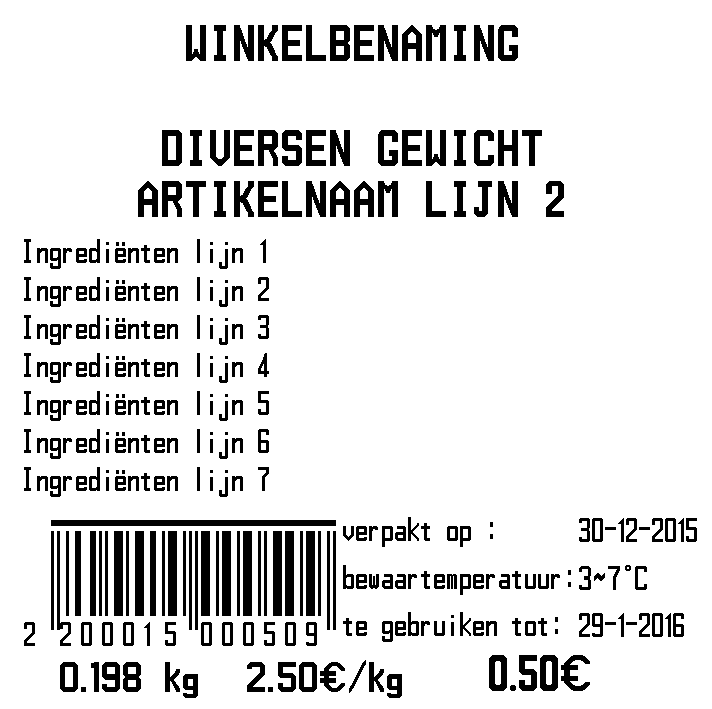 WINKELBENAMING
DIVERSEN GEWICHT
ARTIKELNAAM LIJN 2
Ingrediënten lijn 1
Ingrediënten lijn 2
Ingrediënten lijn 3
Ingrediënten lijn 4
Ingrediënten lijn 5
Ingrediënten lijn 6
Ingrediënten lijn 7
verpakt op : 30-12-2015
bewaartemperatuur:3~7°C
te gebruiken tot: 29-1-2016
2 200015 000509
0.198 kg 2.50€/kg 0.50€